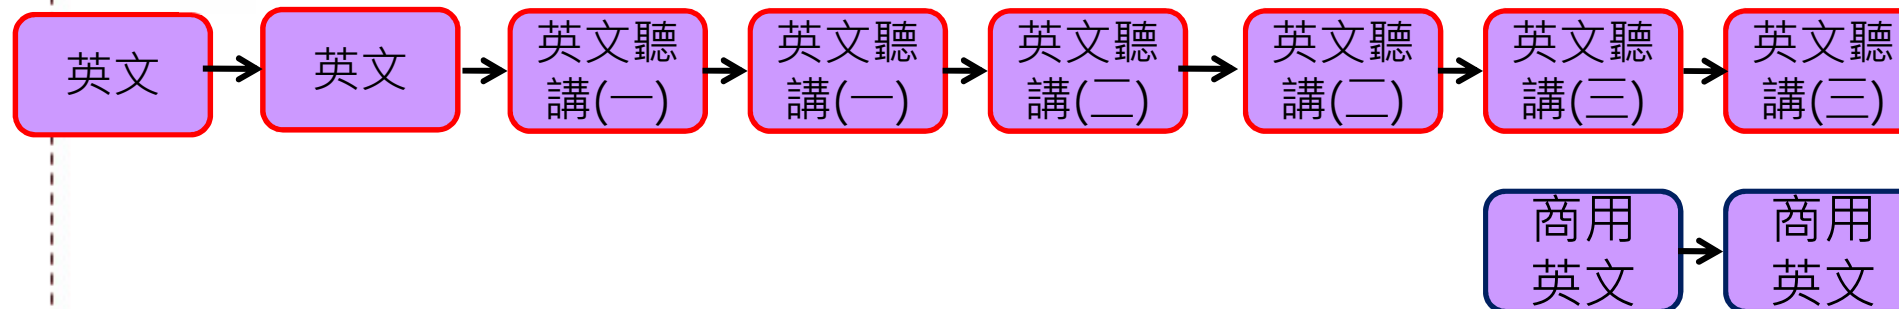 英文
英文
英文聽
講(一)
英文聽
講(一)
英文聽
講(二)
英文聽
講(二)
英文聽
講(三)
英文聽
講(三)
商用
英文
商用
英文